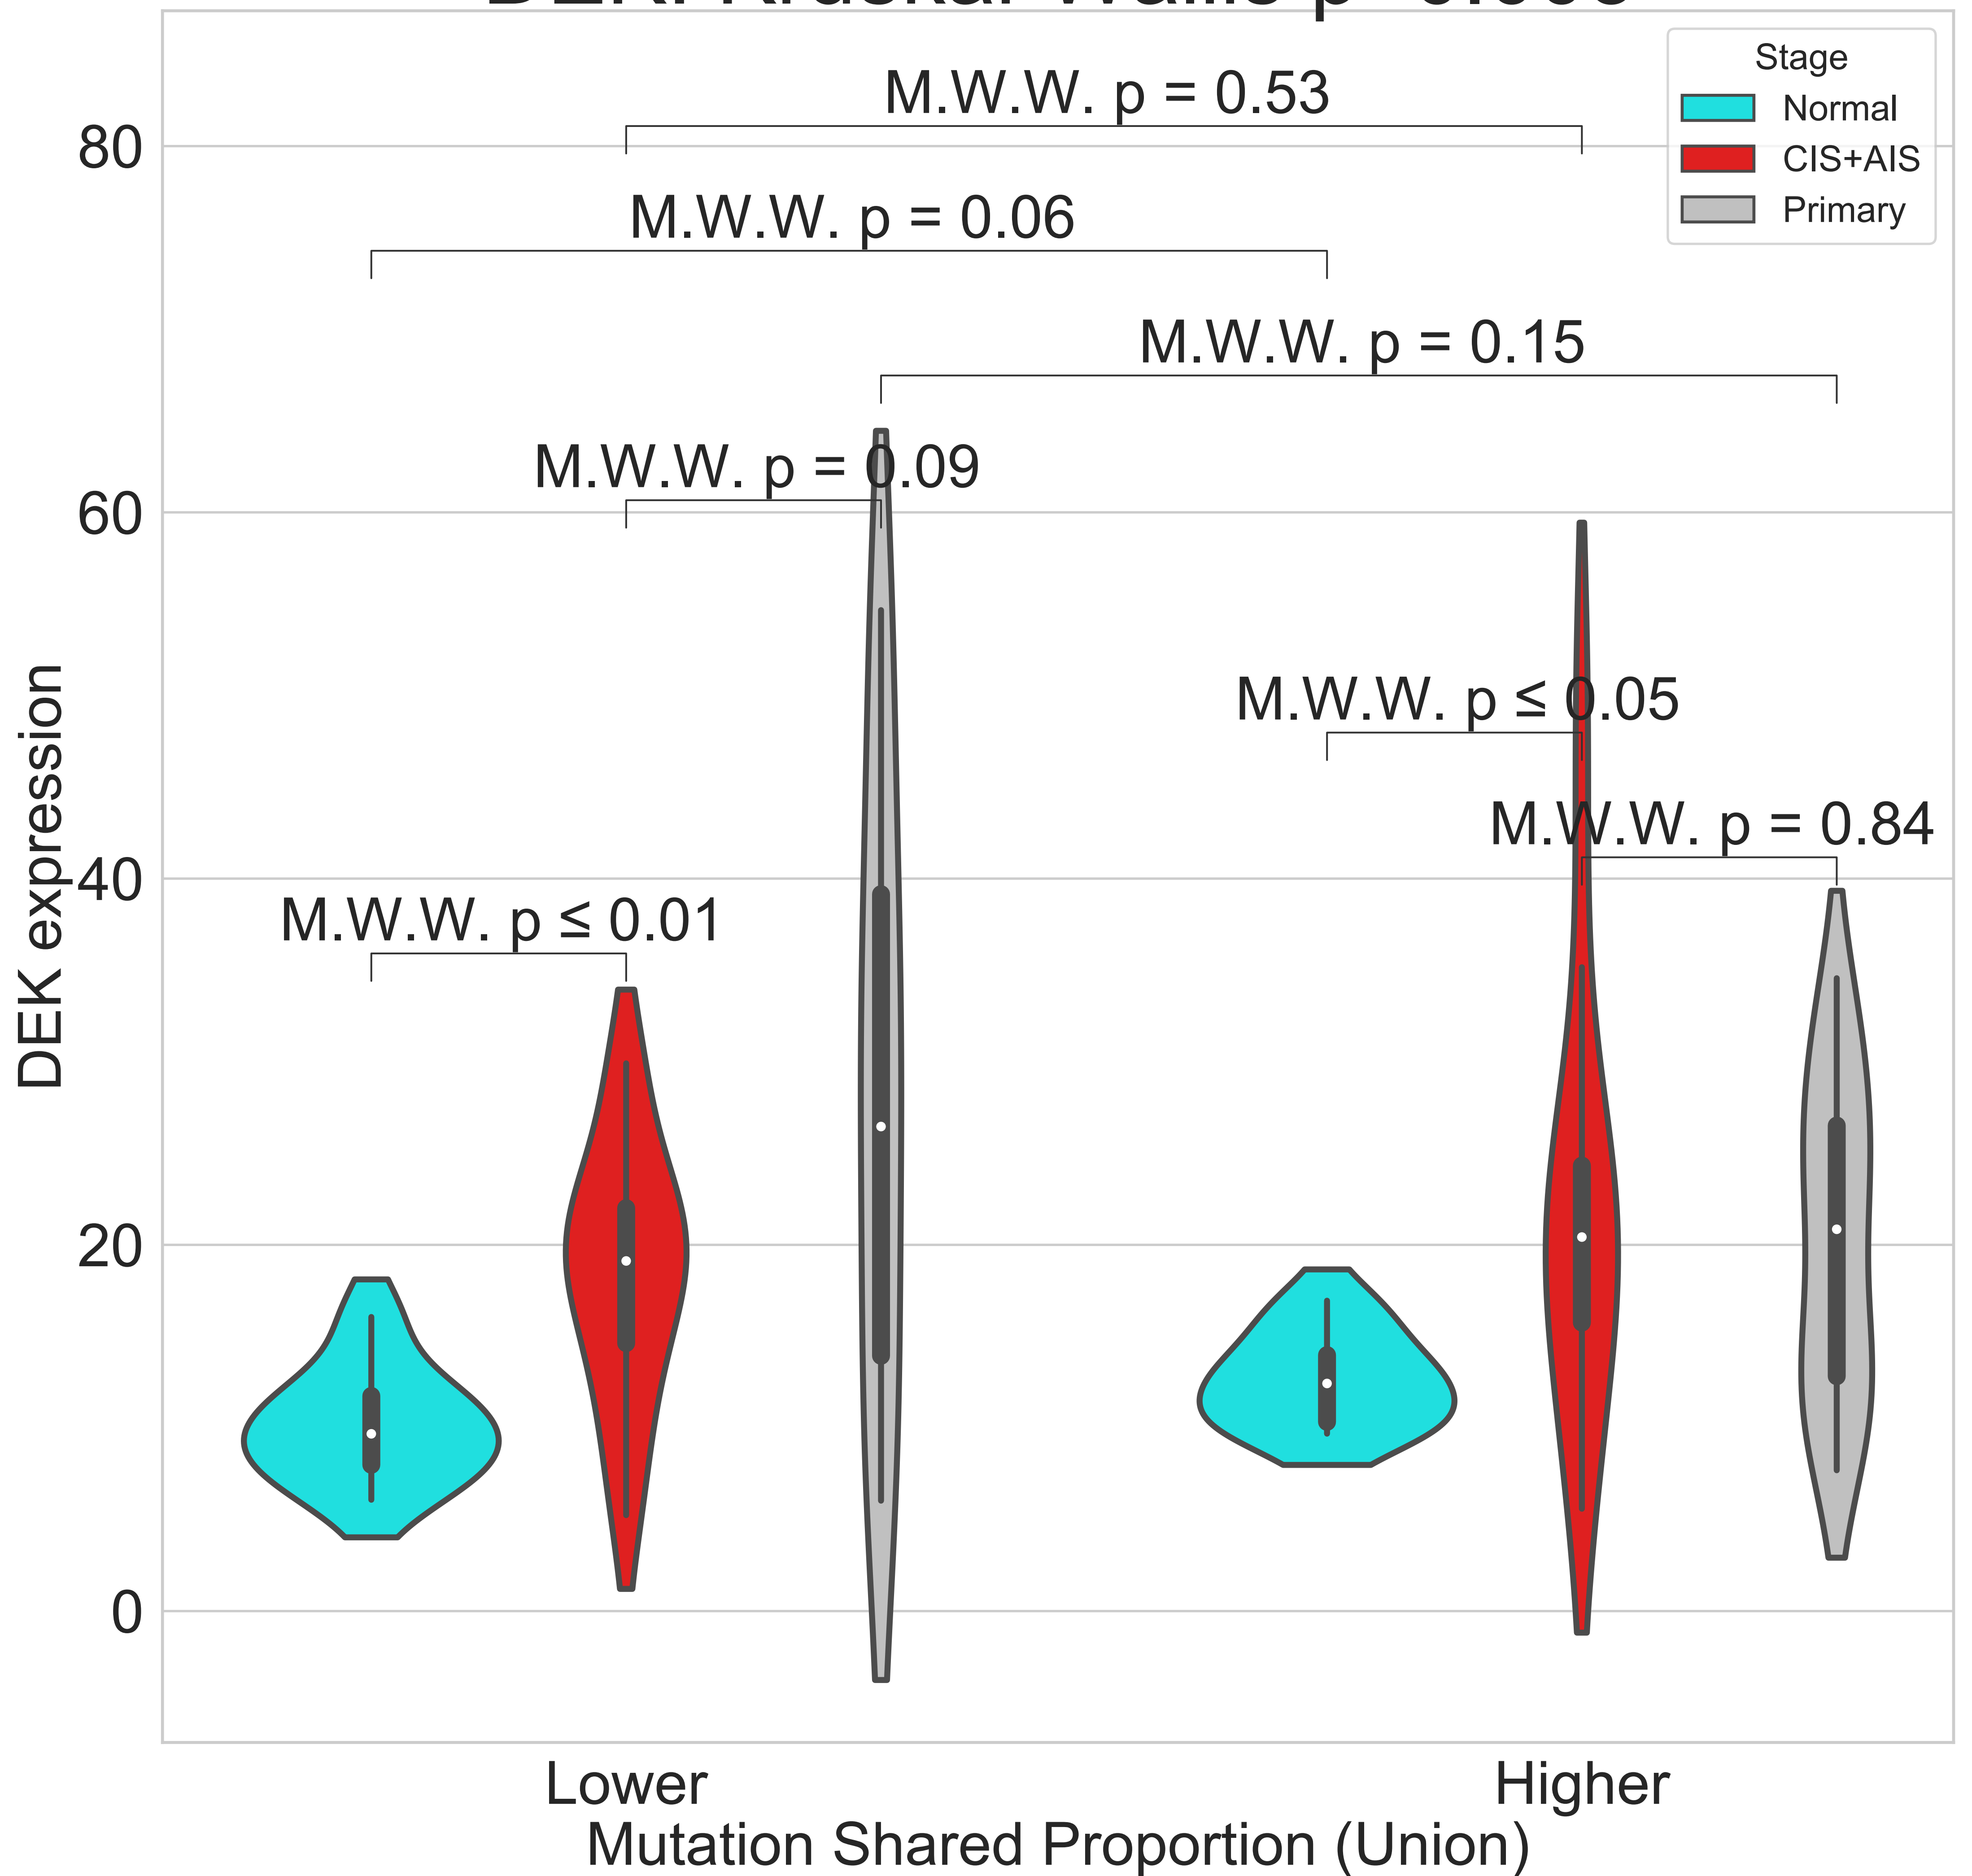 M.W.W. p = 0.53
Stage
Normal
CIS+AIS
Primary
80
M.W.W. p = 0.06
M.W.W. p = 0.15
M.W.W. p = 0.09
60
M.W.W. p ≤ 0.05
M.W.W. p = 0.84
40
M.W.W. p ≤ 0.01
DEK expression
20
0
Lower
Higher
Mutation Shared Proportion (Union)